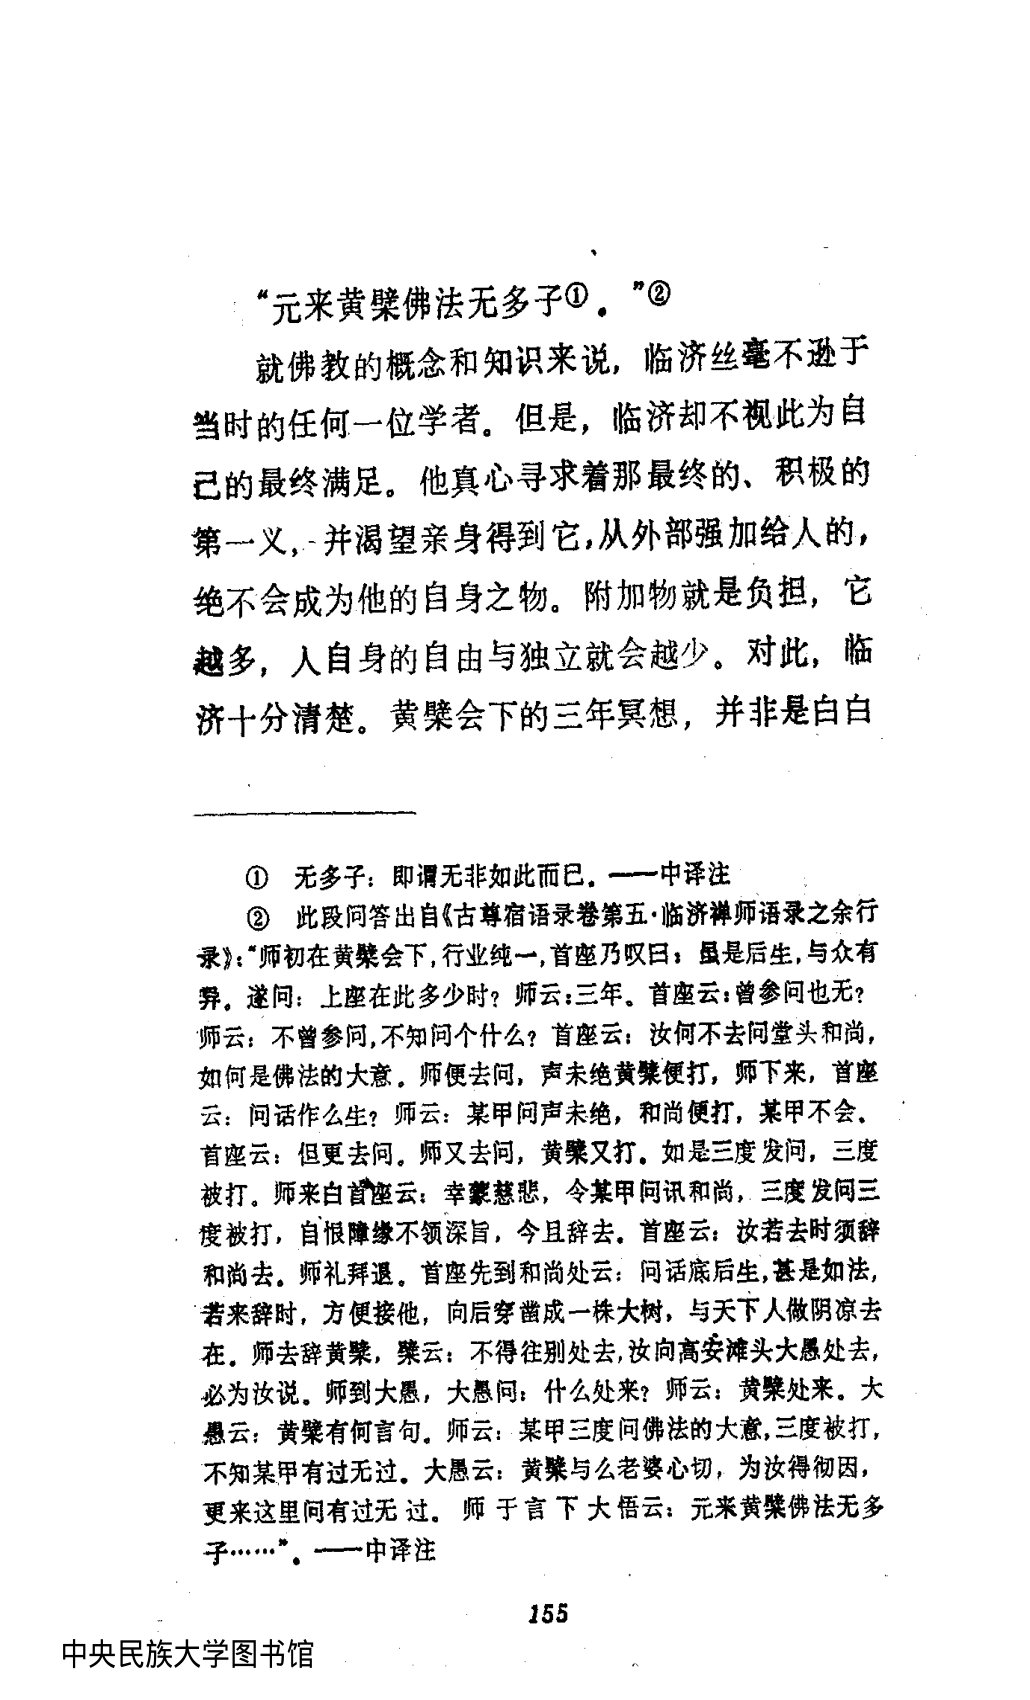 “元来黄檗佛法无多子①。”②
就佛教的概念和知识来说，临济丝毫不逊于
当时的任何一位学者。但是，临济却不视此为自
己的最终满足。他真心寻求着那最终的、积极的
第一义，并渴望亲身得到它，从外部强加给人的，
绝不会成为他的自身之物。附加物就是负担，它
越多，人自身的自由与独立就会越少。对此，临
济十分清楚。黄檗会下的三年冥想，并非是白白
① 无多子：即谓无非如此而已。——中译注
② 此段问答出自《古尊宿语录卷第五·临济禅师语录之余行
录》：“师初在黄檗会下，行业纯一，首座乃叹曰：虽是后生，与众有
异。遂问：上座在此多少时？师云：三年。首座云：曾参问也无？
师云：不曾参问，不知问个什么？首座云：汝何不去问堂头和尚，
如何是佛法的大意。师便去问，声未绝黄檗便打，师下来，首座
云：问话作么生？师云：某甲问声未绝，和尚便打，某甲不会。
首座云：但更去问。师又去问，黄檗又打。如是三度发问，三度
被打。师来白首座云：幸蒙慈悲，令某甲问讯和尚，三度发问三
度被打，自恨障缘不领深旨，今且辞去。首座云：汝若去时须辞
和尚去。师礼拜退。首座先到和尚处云：问话底后生，甚是如法，
若来辞时，方便接他，向后穿凿成一株大树，与天下人做阴凉去
在。师去辞黄檗，檗云：不得往别处去，汝向高安滩头大愚处去，
必为汝说。师到大愚，大愚问：什么处来？师云：黄檗处来。大
愚云：黄檗有何言句。师云：某甲三度问佛法的大意，三度被打，
不知某甲有过无过。大愚云：黄檗与么老婆心切，为汝得彻因，
更来这里问有过无过。师于言下大悟云：元来黄檗佛法无多
子……”。——中译注
155
中央民族大学图书馆